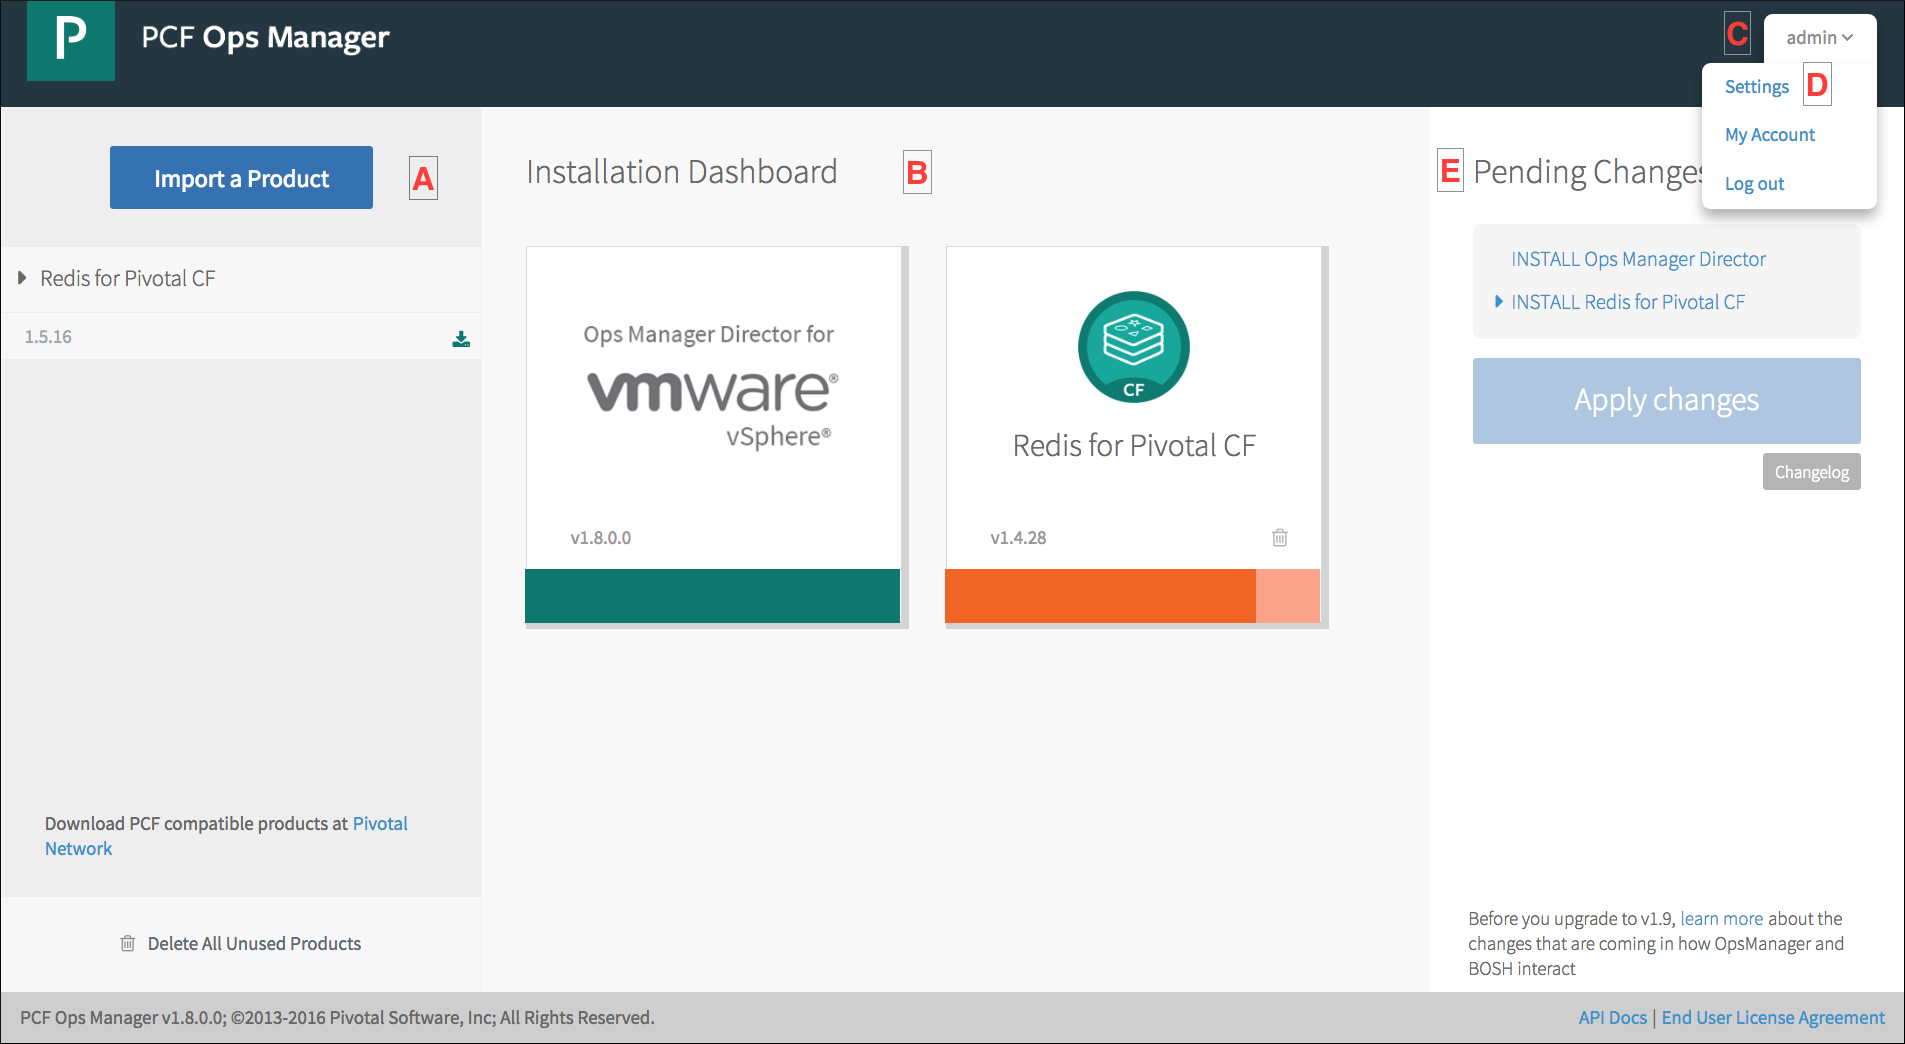 P
PCF Ops Manager
C
admin
Settings
D
My Account
Log out
Import a Product
A
Redis for Pivotal CF
1.5.16
Download PCF compatible products at Pivotal
Network
Delete All Unused Products
Installation Dashboard
B
Ops Manager Director for
vmware®
vSphere®
v1.8.0.0
CF
Redis for Pivotal CF
v1.4.28
E
Pending Changes
INSTALL Ops Manager Director
INSTALL Redis for Pivotal CF
Apply changes
Changelog
Before you upgrade to v1.9, learn more about the
changes that are coming in how OpsManager and
BOSH interact
PCF Ops Manager v1.8.0.0; ©2013-2016 Pivotal Software, Inc; All Rights Reserved.
API Docs | End User License Agreement